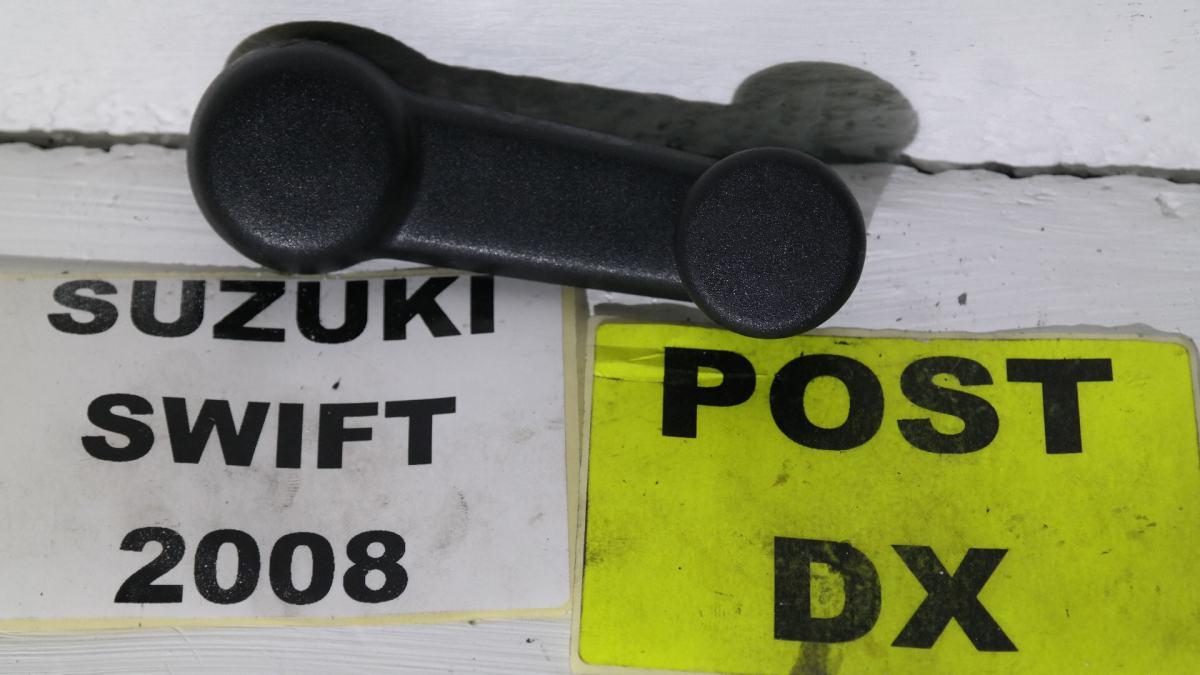 SUZUKI
SWIFT
2008
POST
DX